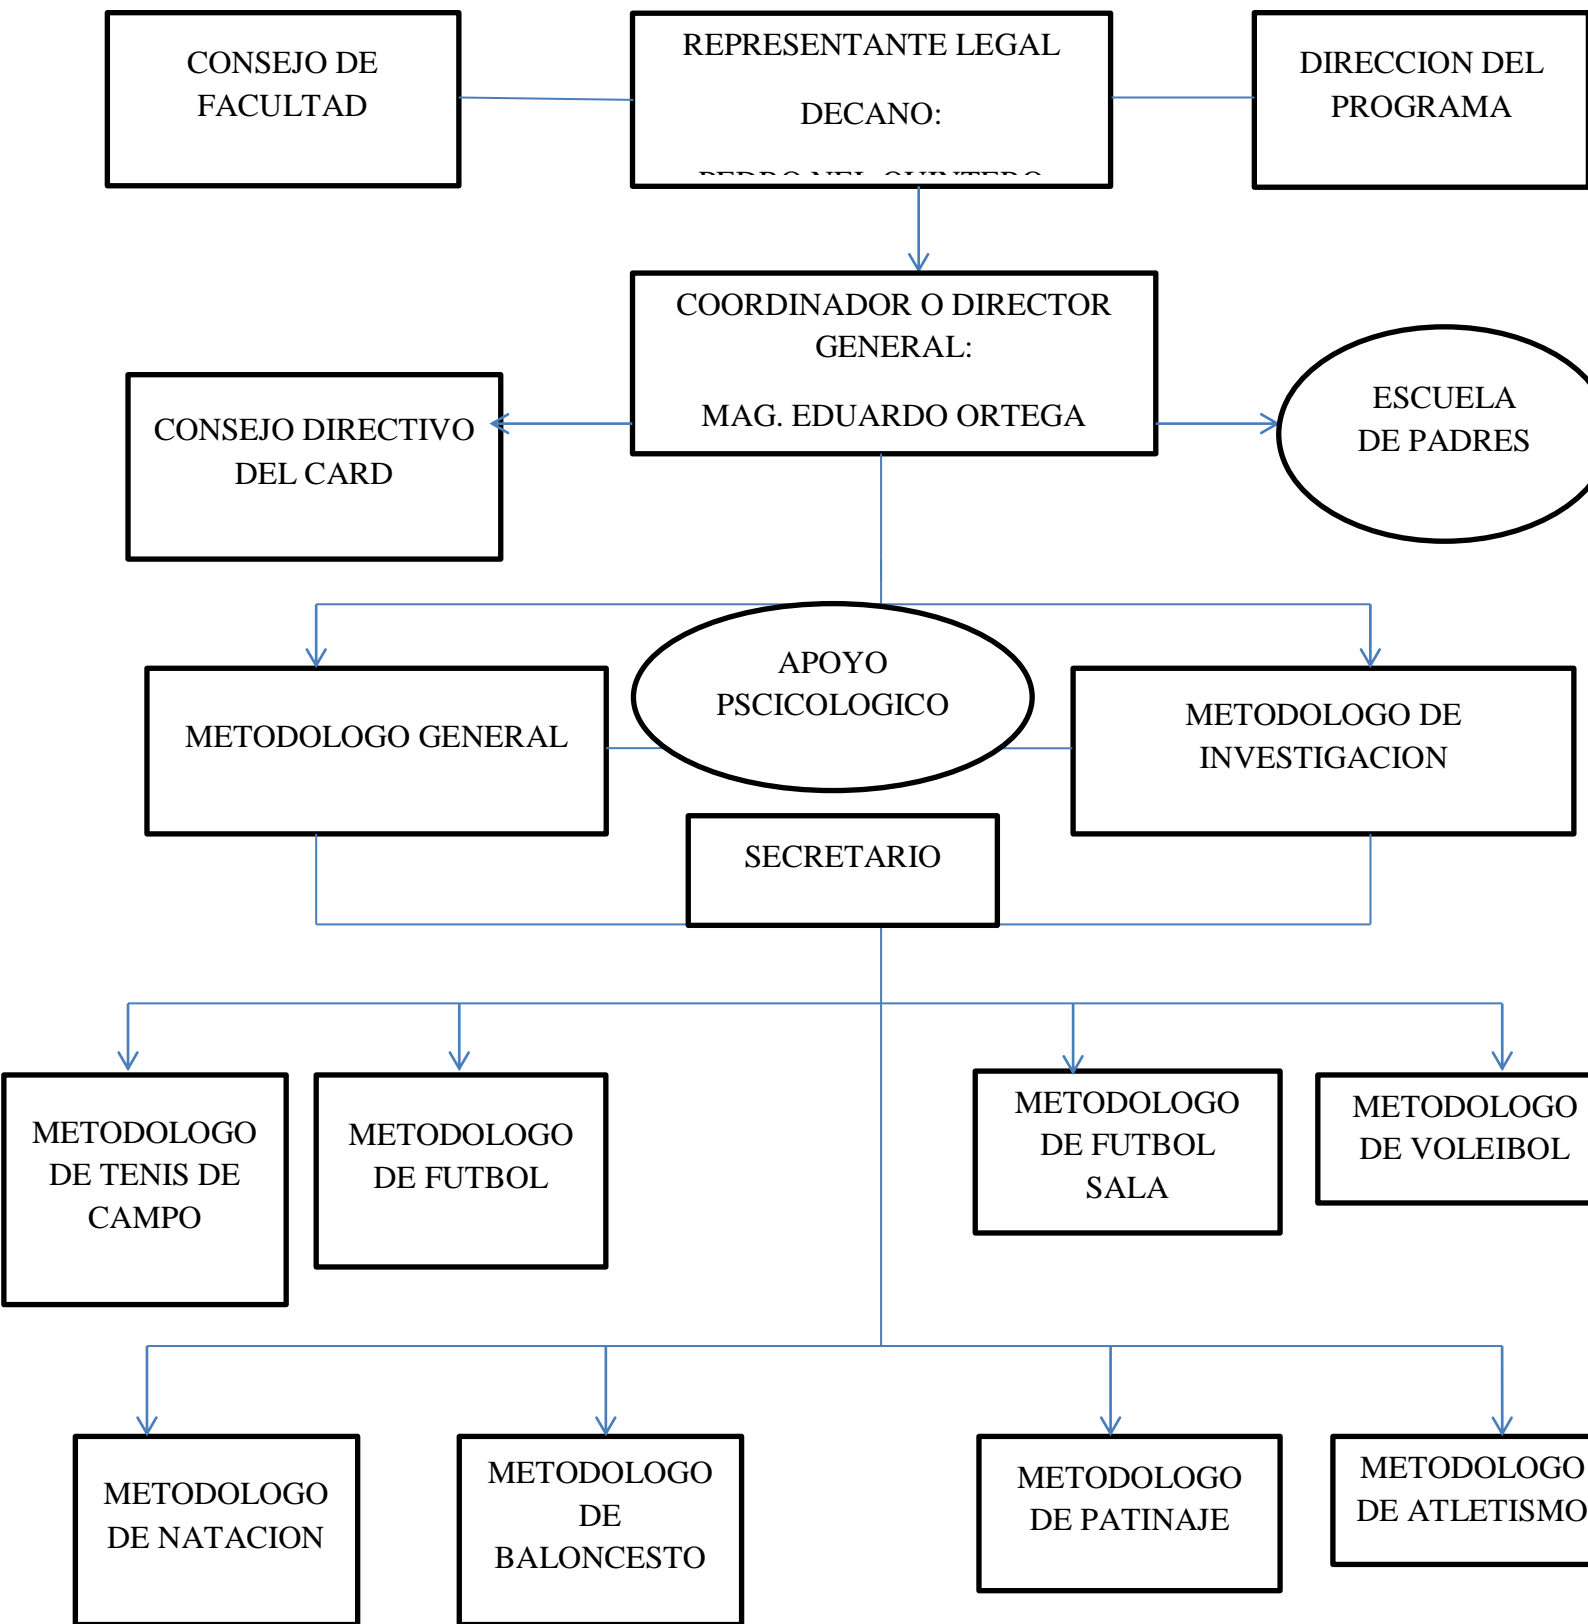 CONSEJO DE
FACULTAD
REPRESENTANTE LEGAL
DECANO:
PEDRO NEL QUINTERO
DIRECCION DEL
PROGRAMA
COORDINADOR O DIRECTOR
GENERAL:
MAG. EDUARDO ORTEGA
CONSEJO DIRECTIVO
DEL CARD
ESCUELA
DE PADRES
APOYO
PSCICOLOGICO
METODOLOGO GENERAL
METODOLOGO DE
INVESTIGACION
SECRETARIO
METODOLOGO
DE TENIS DE
CAMPO
METODOLOGO
DE FUTBOL
METODOLOGO
DE FUTBOL
SALA
METODOLOGO
DE VOLEIBOL
METODOLOGO
DE NATACION
METODOLOGO
DE
BALONCESTO
METODOLOGO
DE PATINAJE
METODOLOGO
DE ATLETISMO